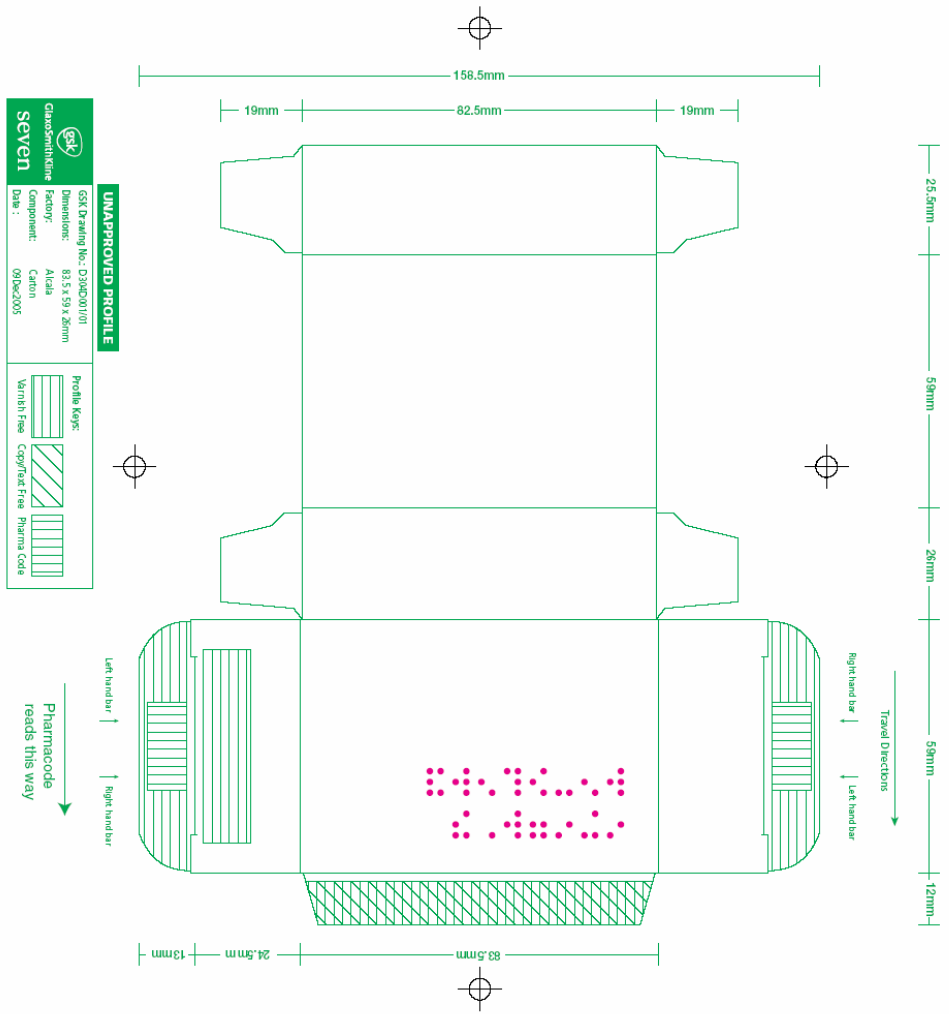 158.5mm
19mm
82.5mm
19mm
25.5mm
59mm
26mm
59mm
12mm
UNAPPROVED PROFILE
gsk
GlaxoSmithKline
seven
GSK Drawing No.: D304D001/01
Dimensions: 83.5 x 59 x 26mm
Factory: Alcala
Component: Carton
Date : 09Dec2005
Profile Keys:
Varnish Free
Copy/Text Free
Pharma Code
Left hand bar
Right hand bar
Pharmacode
reads this way
Right hand bar
Left hand bar
Travel Directions
13mm
24.5mm
83.5mm